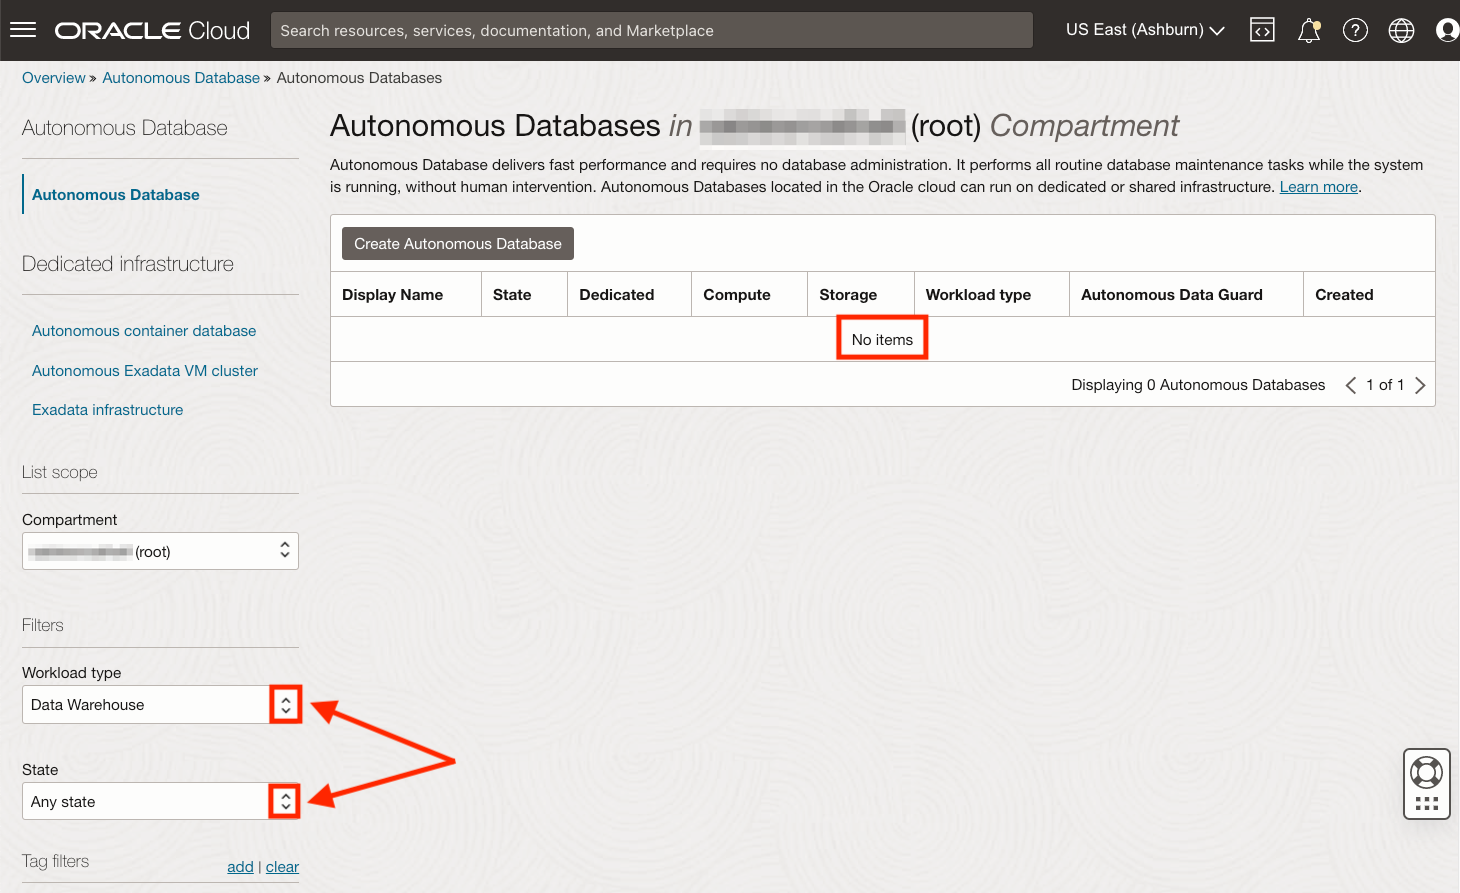 ORACLE Cloud
Search resources, services, documentation, and Marketplace
US East (Ashburn)
Overview » Autonomous Database » Autonomous Databases
Autonomous Database
Autonomous Database
Dedicated infrastructure
Autonomous container database
Autonomous Exadata VM cluster
Exadata infrastructure
List scope
Compartment
(root)
Filters
Workload type
Data Warehouse
State
Any state
Tag filters
add | clear
Autonomous Databases in (root) Compartment
Autonomous Database delivers fast performance and requires no database administration. It performs all routine database maintenance tasks while the system
is running, without human intervention. Autonomous Databases located in the Oracle cloud can run on dedicated or shared infrastructure. Learn more.
Create Autonomous Database
Display Name State Dedicated Compute Storage Workload type Autonomous Data Guard Created
No items
Displaying 0 Autonomous Databases < 1 of 1 >